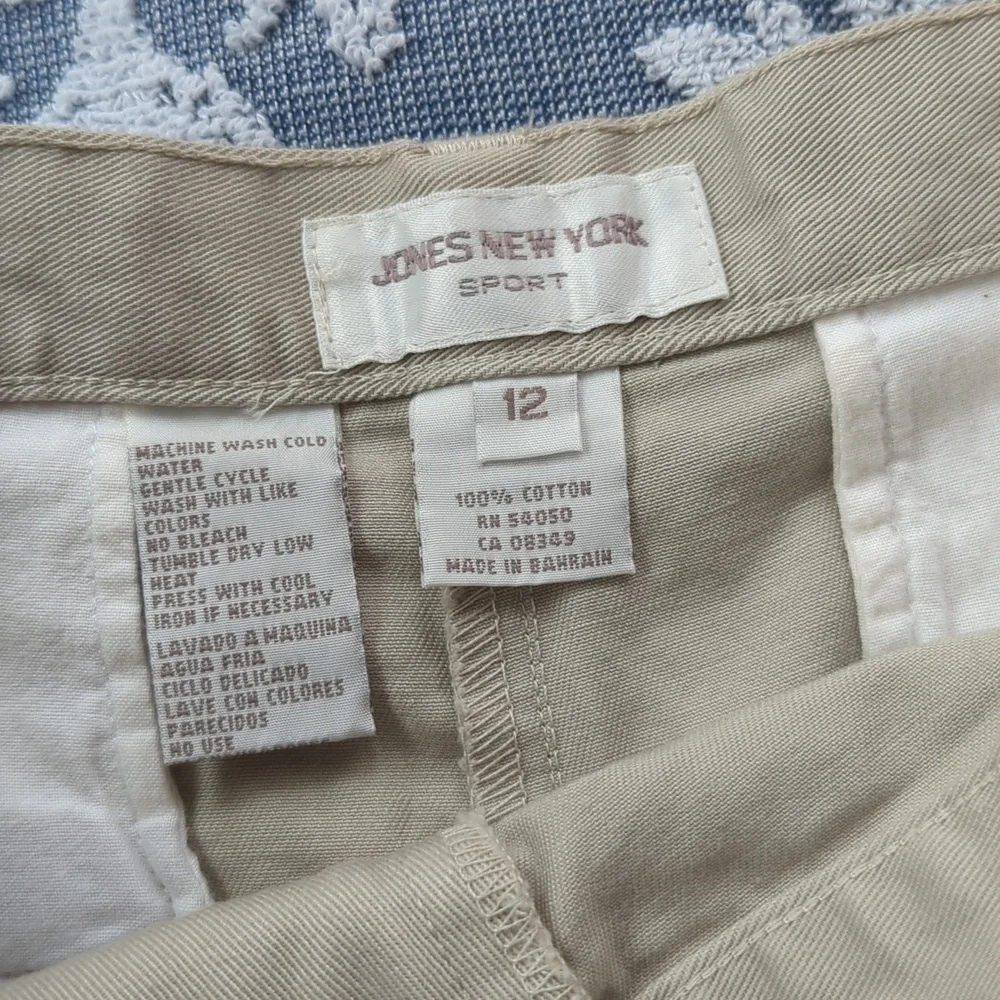 JONES NEW YORK
SPORT
12
100% COTTON
RN 54050
CA 08349
MADE IN BAHRAIN
MACHINE WASH COLD
WATER
GENTLE CYCLE
WASH WITH LIKE
COLORS
NO BLEACH
TUMBLE DRY LOW
HEAT
PRESS WITH COOL
IRON IF NECESSARY
LAVADO A MAQUINA
AGUA FRIA
CICLO DELICADO
LAVE CON COLORES
PARECIDOS
NO USE